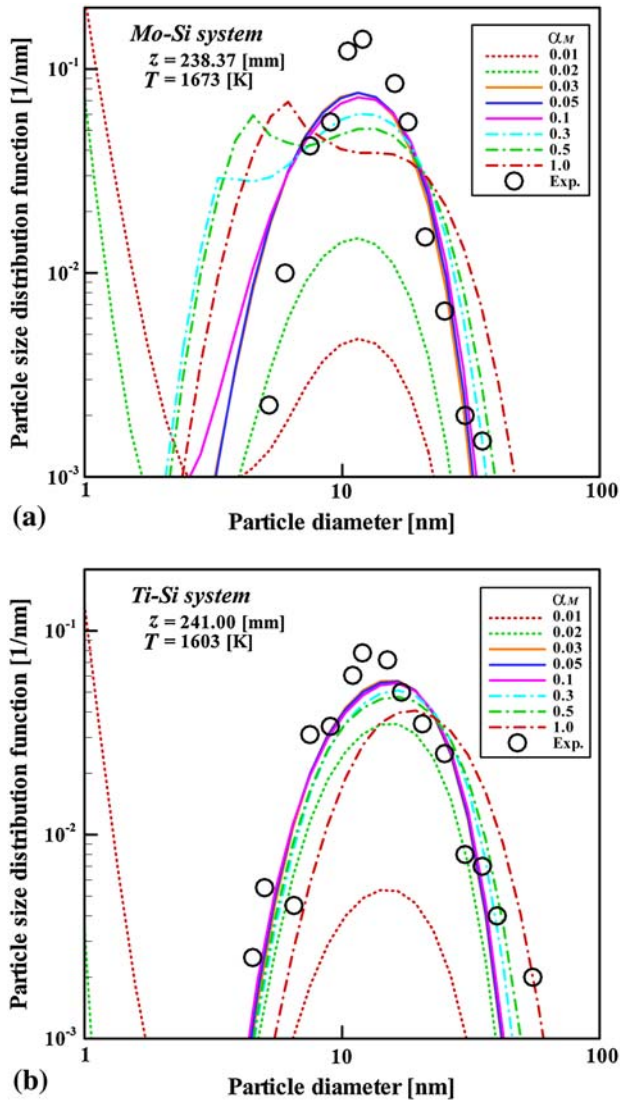 Particle size distribution function [1/nm]
10⁻¹
10⁻²
10⁻³
Mo-Si system
z = 238.37 [mm]
T = 1673 [K]
αM
0.01
0.02
0.03
0.05
0.1
0.3
0.5
1.0
Exp.
1
10
100
(a)
Particle diameter [nm]
Particle size distribution function [1/nm]
10⁻¹
10⁻²
10⁻³
Ti-Si system
z = 241.00 [mm]
T = 1603 [K]
αM
0.01
0.02
0.03
0.05
0.1
0.3
0.5
1.0
Exp.
1
10
100
(b)
Particle diameter [nm]